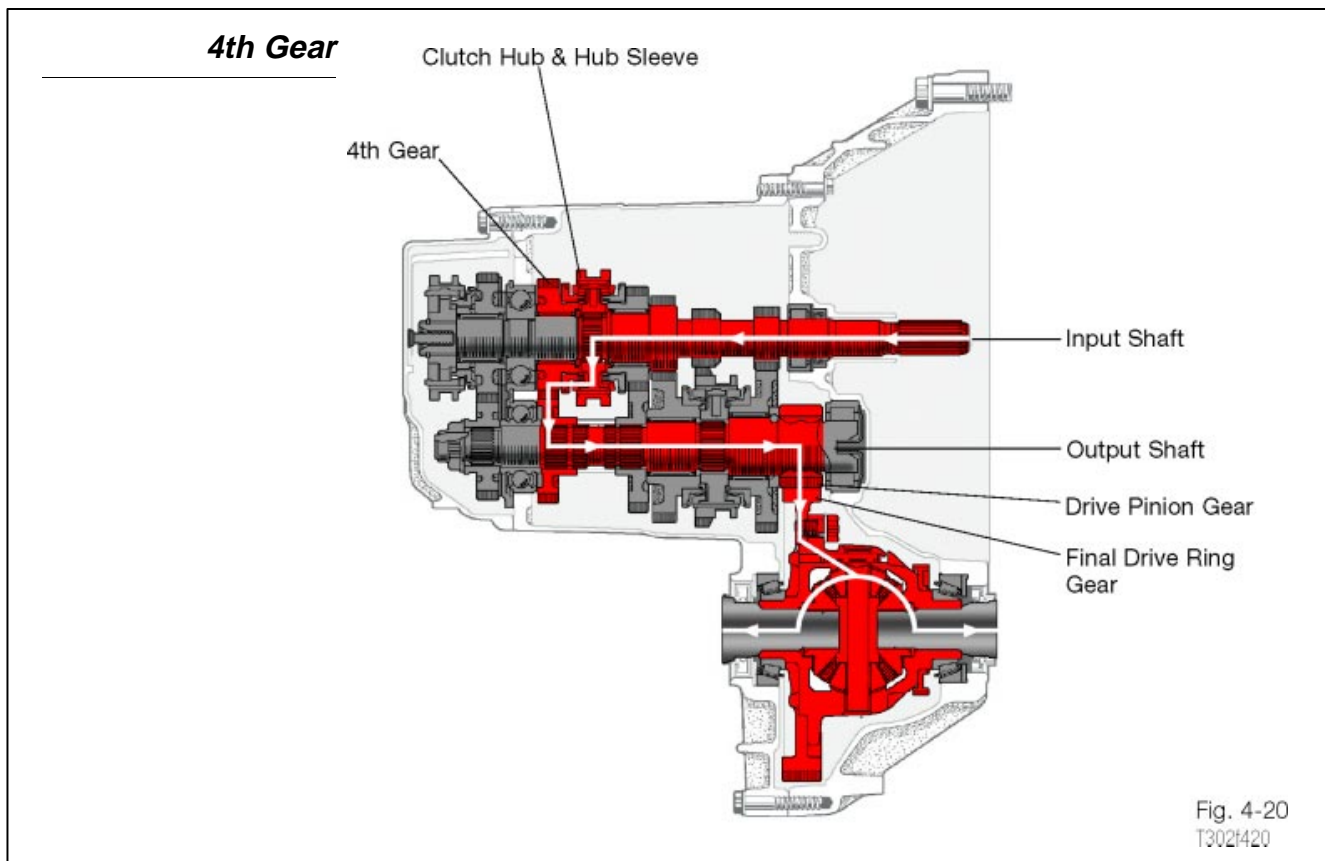 4th Gear
Clutch Hub & Hub Sleeve
4th Gear
Input Shaft
Output Shaft
Drive Pinion Gear
Final Drive Ring
Gear
Fig. 4-20
T302f420